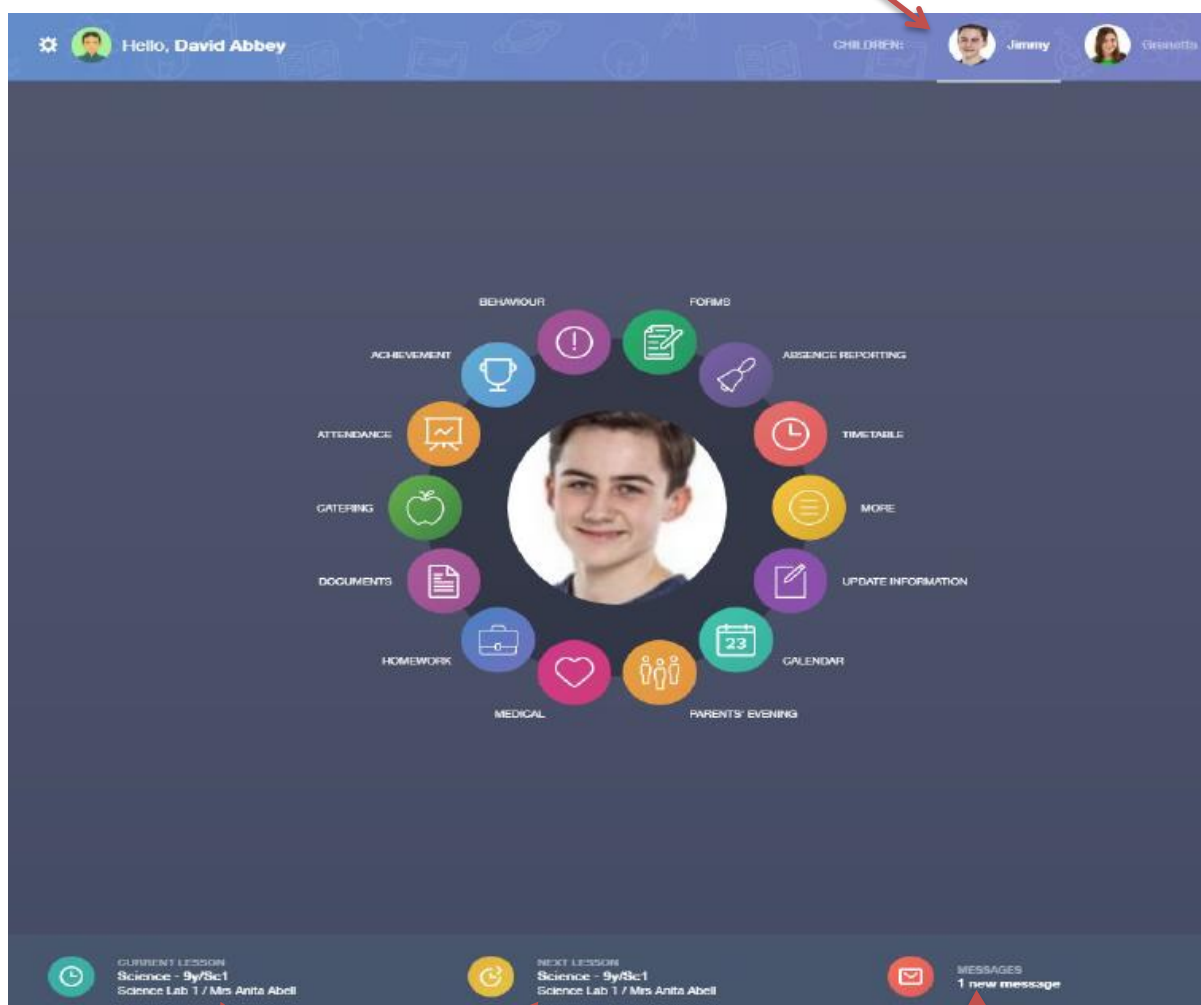 Hello, David Abbey
CHILDREN:
Jimmy
BEHAVIOUR
FORMS
ACHIEVEMENT
ABSENCE REPORTING
ATTENDANCE
TIMETABLE
CATERING
MORE
DOCUMENTS
UPDATE INFORMATION
23
HOMEWORK
CALENDAR
MEDICAL
PARENTS' EVENING
CURRENT LESSON
Science - 9y/Sc1
Science Lab 1 / Mrs Anita Abell
NEXT LESSON
Science - 9y/Sc1
Science Lab 1 / Mrs Anita Abell
MESSAGES
1 new message